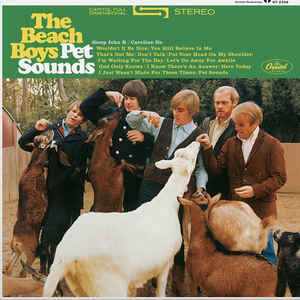 CAPITOL FULL DIMENSIONAL STEREO
The
Beach
Boys Pet
Sounds
Sloop John B. / Caroline No
Wouldn't It Be Nice / You Still Believe In Me
That's Not Me / Don't Talk (Put Your Head On My Shoulder)
I'm Waiting For The Day / Let's Go Away For Awhile
God Only Knows / I Know There's An Answer / Here Today
I Just Wasn't Made For These Times / Pet Sounds
Capitol